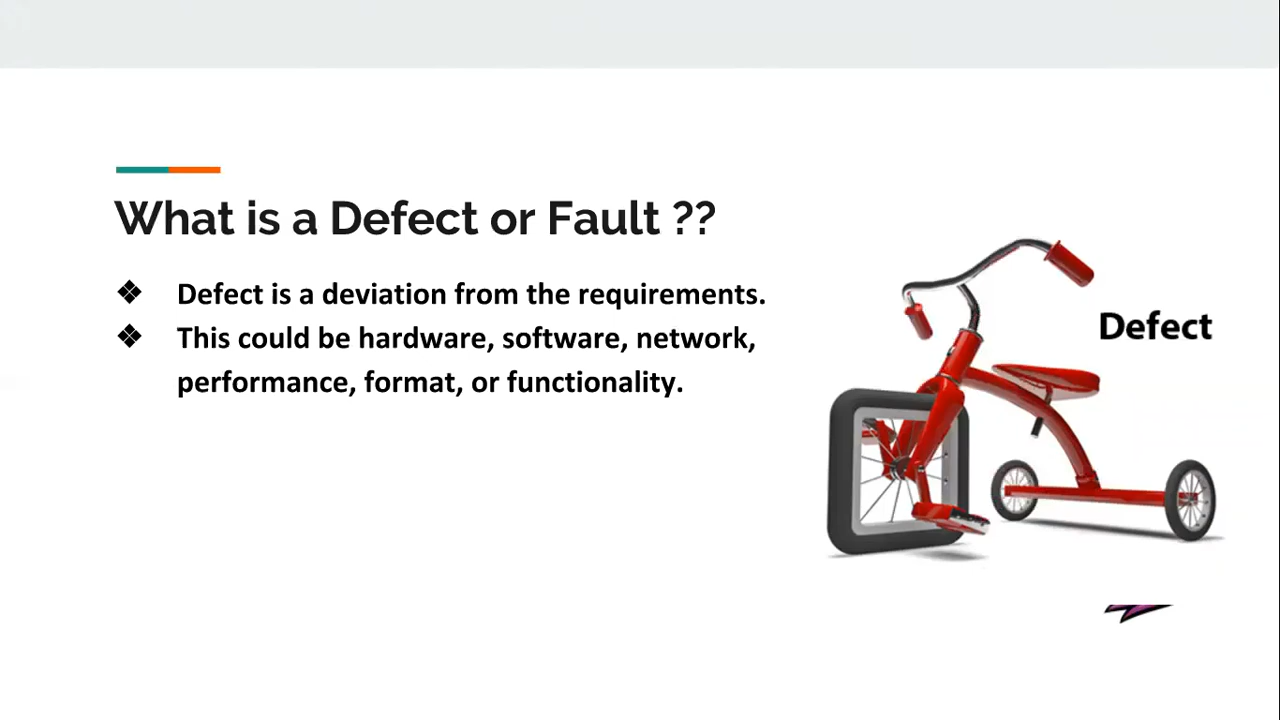 What is a Defect or Fault ??
❖ Defect is a deviation from the requirements.
❖ This could be hardware, software, network,
performance, format, or functionality.
Defect